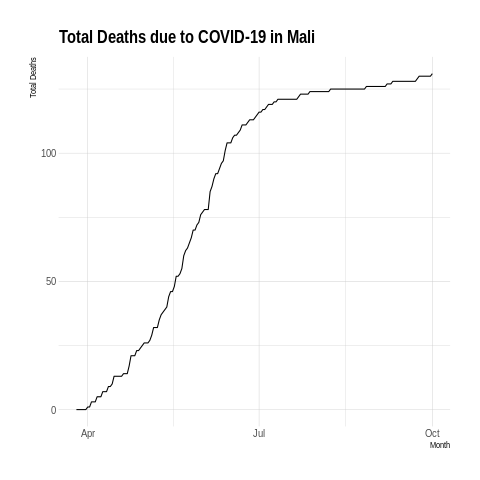 Total Deaths due to COVID-19 in Mali
Total Deaths
100
50
0
Apr
Jul
Oct
Month